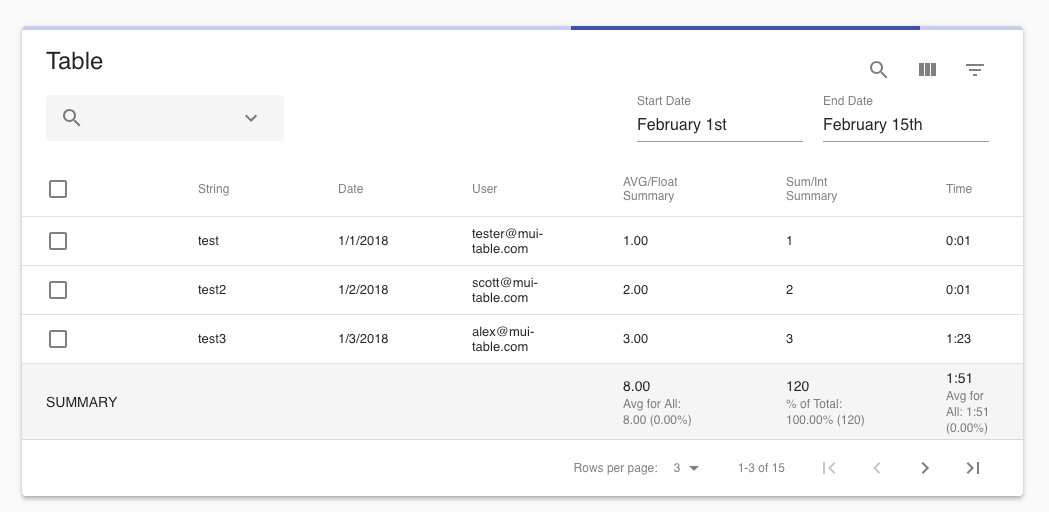 Table
Start Date
End Date
February 1st
February 15th
String
Date
User
AVG/Float
Summary
Sum/Int
Summary
Time
test
1/1/2018
tester@mui-
table.com
1.00
1
0:01
test2
1/2/2018
scott@mui-
table.com
2.00
2
0:01
test3
1/3/2018
alex@mui-
table.com
3.00
3
1:23
SUMMARY
8.00
Avg for All:
8.00 (0.00%)
120
% of Total:
100.00% (120)
1:51
Avg for
All: 1:51
(0.00%)
Rows per page: 3
1-3 of 15